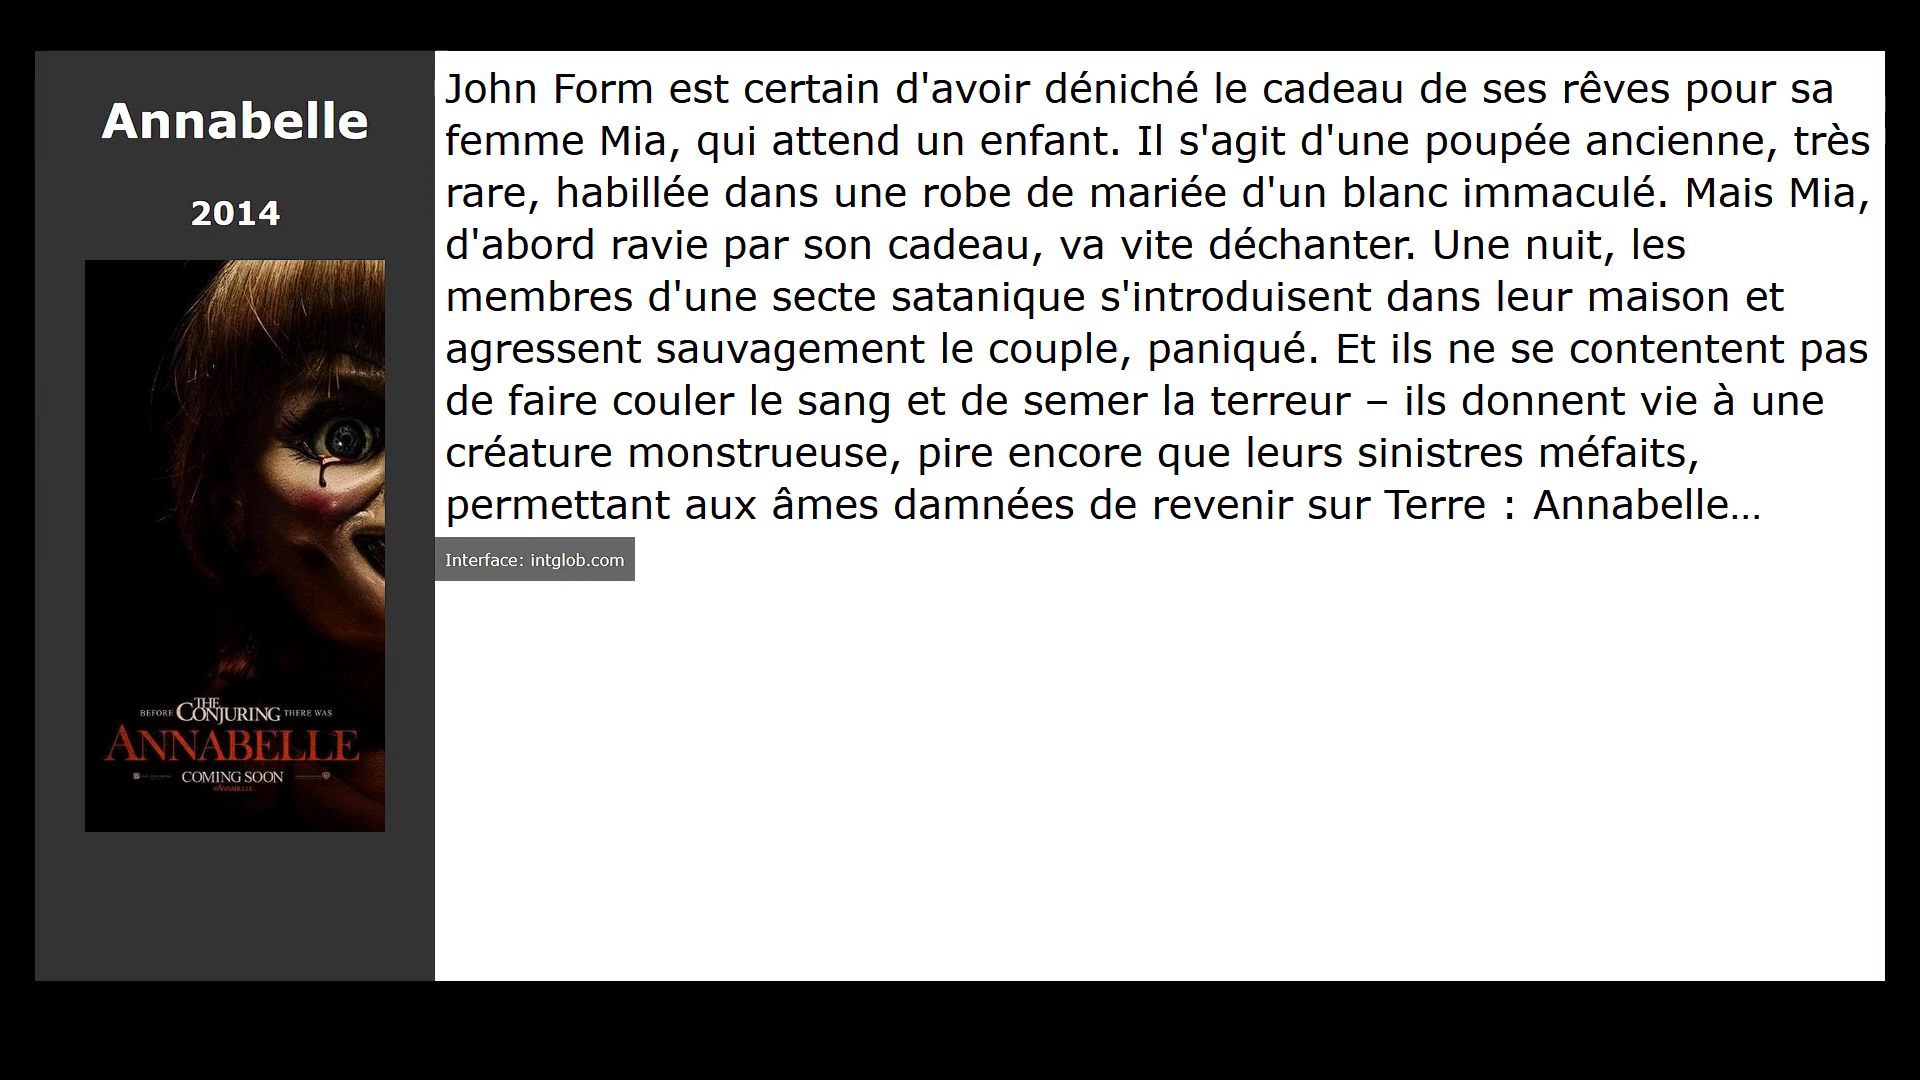 Annabelle
2014
BEFORE THE CONJURING THERE WAS
ANNABELLE
COMING SOON
#ANNABELLE
John Form est certain d'avoir déniché le cadeau de ses rêves pour sa
femme Mia, qui attend un enfant. Il s'agit d'une poupée ancienne, très
rare, habillée dans une robe de mariée d'un blanc immaculé. Mais Mia,
d'abord ravie par son cadeau, va vite déchanter. Une nuit, les
membres d'une secte satanique s'introduisent dans leur maison et
agressent sauvagement le couple, paniqué. Et ils ne se contentent pas
de faire couler le sang et de semer la terreur – ils donnent vie à une
créature monstrueuse, pire encore que leurs sinistres méfaits,
permettant aux âmes damnées de revenir sur Terre : Annabelle…
Interface: intglob.com